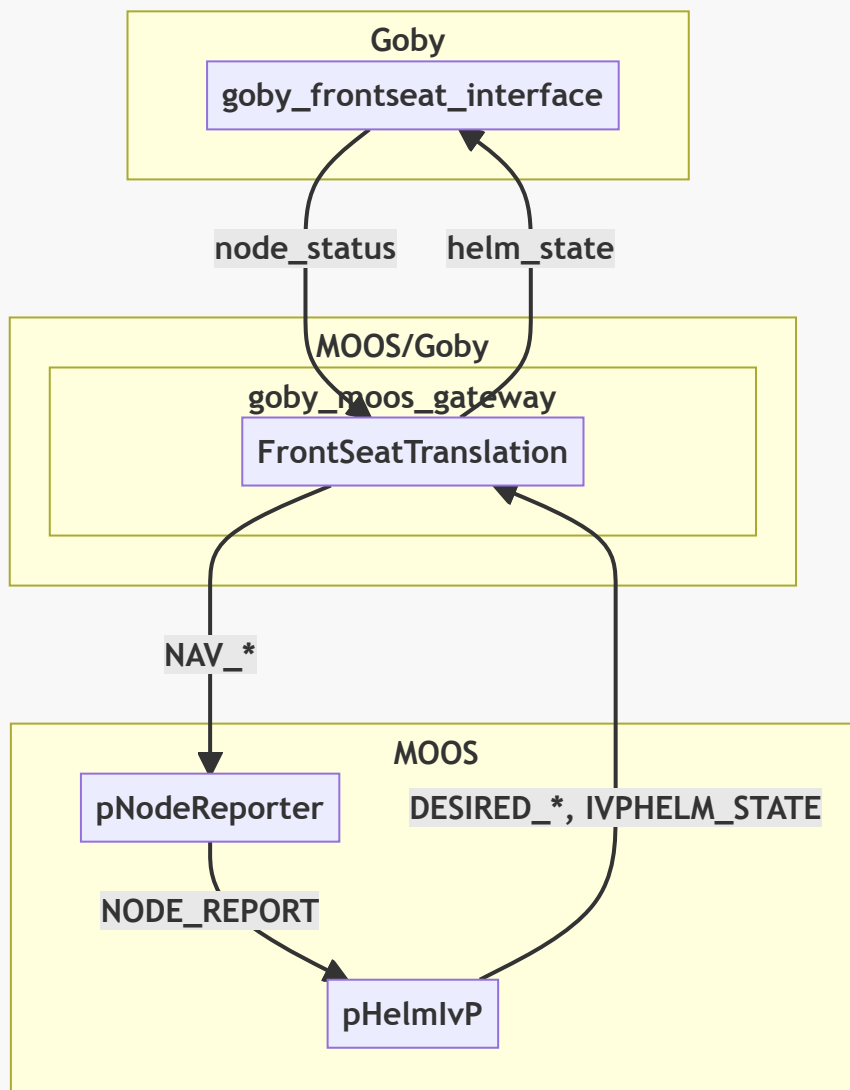 Goby
goby_frontseat_interface
node_status
helm_state
MOOS/Goby
goby_moos_gateway
FrontSeatTranslation
NAV_*
MOOS
pNodeReporter
DESIRED_*, IVPHELM_STATE
NODE_REPORT
pHelmIvP